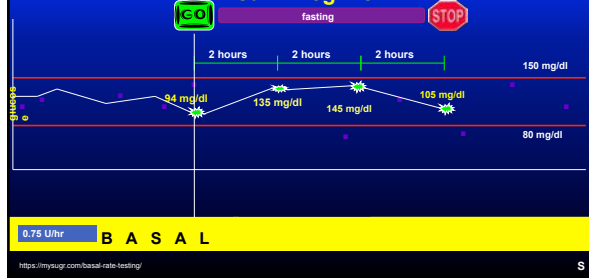 GO
fasting
STOP
2 hours 2 hours 2 hours
150 mg/dl
94 mg/dl
135 mg/dl
145 mg/dl
105 mg/dl
glucose
80 mg/dl
0.75 U/hr
B A S A L
https://mysugr.com/basal-rate-testing/
S